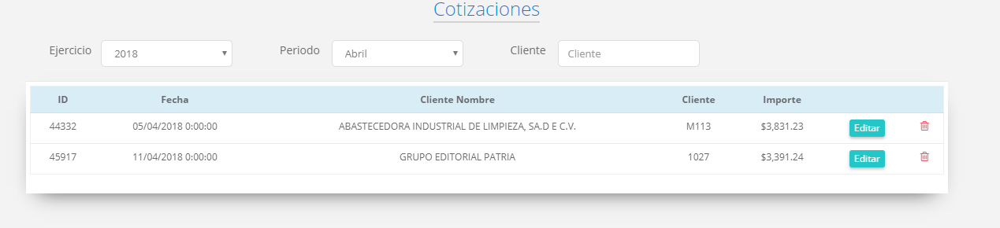 Cotizaciones
Ejercicio 2018 Periodo Abril Cliente Cliente
ID Fecha Cliente Nombre Cliente Importe
44332 05/04/2018 0:00:00 ABASTECEDORA INDUSTRIAL DE LIMPIEZA, SA.D E C.V. M113 $3,831.23 Editar
45917 11/04/2018 0:00:00 GRUPO EDITORIAL PATRIA 1027 $3,391.24 Editar